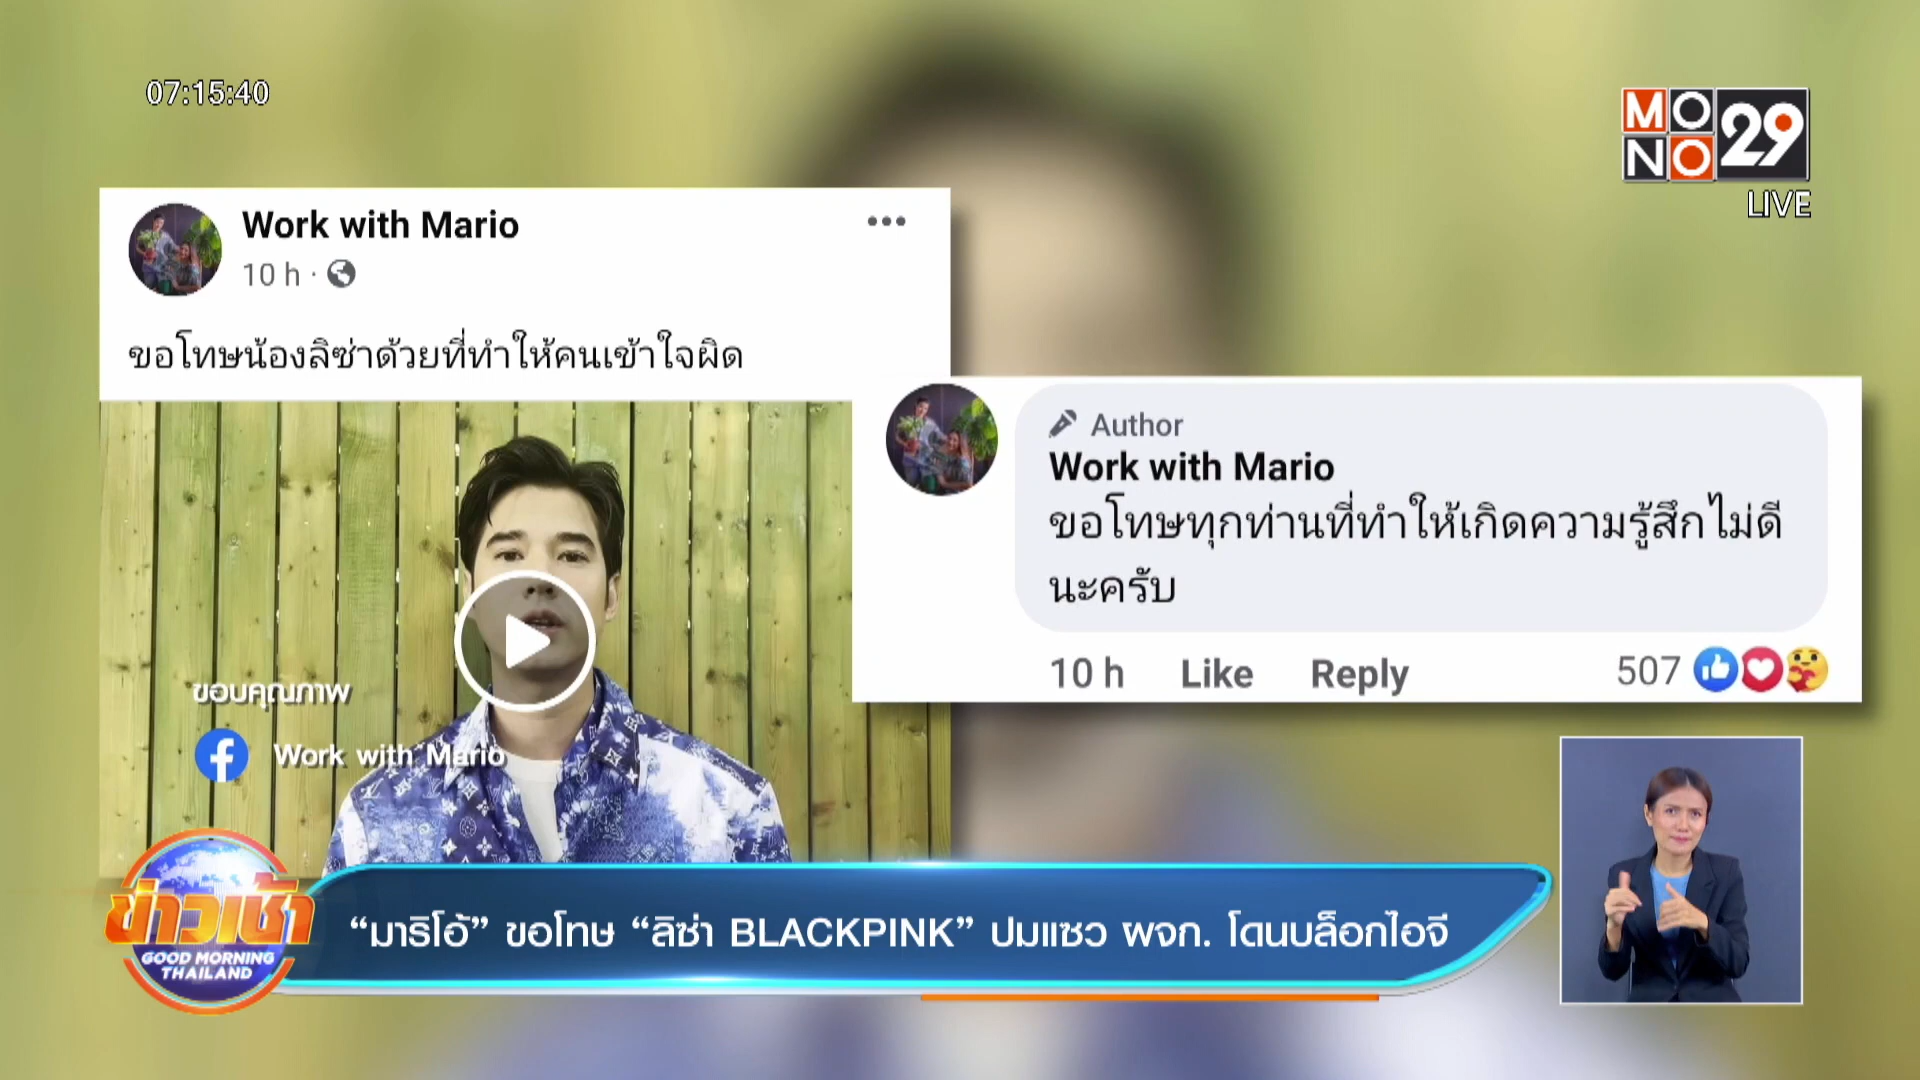 07:15:40
MONO 29
LIVE
Work with Mario
10 h ·
ขอโทษน้องลิซ่าด้วยที่ทำให้คนเข้าใจผิด
Author
Work with Mario
ขอโทษทุกท่านที่ทำให้เกิดความรู้สึกไม่ดี
นะครับ
10 h Like Reply 507
ขอบคุณภาพ
Work with Mario
ข่าวเช้า
GOOD MORNING
THAILAND
“มาริโอ้” ขอโทษ “ลิซ่า BLACKPINK” ปมแซว ผจก. โดนบล็อกไอจี